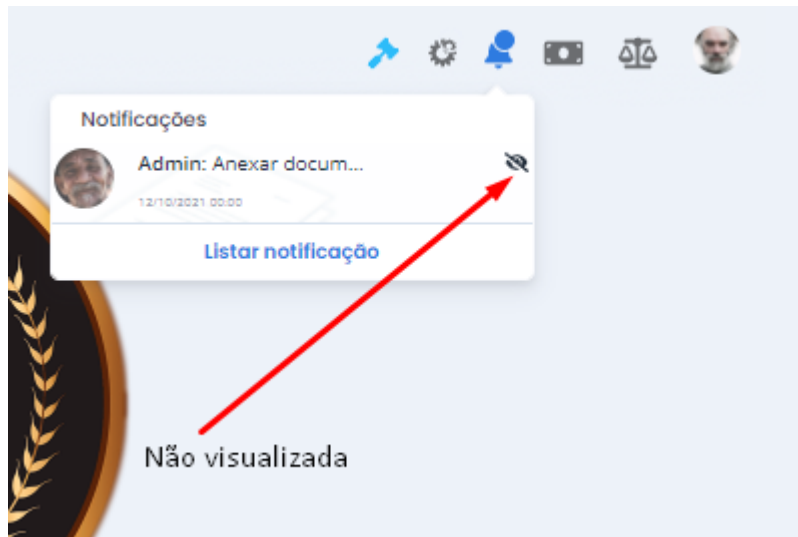 Notificações
Admin: Anexar docum...
12/10/2021 00:00
Listar notificação
Não visualizada